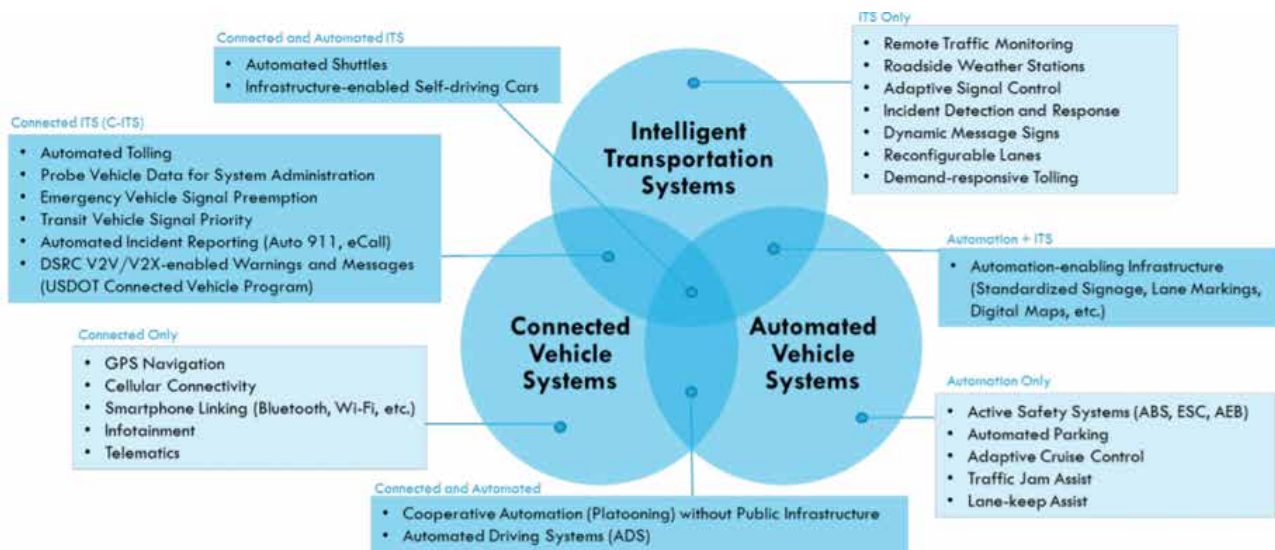 Connected and Automated ITS
• Automated Shuttles
• Infrastructure-enabled Self-driving Cars
ITS Only
• Remote Traffic Monitoring
• Roadside Weather Stations
• Adaptive Signal Control
• Incident Detection and Response
• Dynamic Message Signs
• Reconfigurable Lanes
• Demand-responsive Tolling
Connected ITS (C-ITS)
• Automated Tolling
• Probe Vehicle Data for System Administration
• Emergency Vehicle Signal Preemption
• Transit Vehicle Signal Priority
• Automated Incident Reporting (Auto 911, eCall)
• DSRC V2V/V2X-enabled Warnings and Messages
(USDOT Connected Vehicle Program)
Intelligent
Transportation
Systems
Automation + ITS
• Automation-enabling Infrastructure
(Standardized Signage, Lane Markings,
Digital Maps, etc.)
Connected
Vehicle
Systems
Automated
Vehicle
Systems
Connected Only
• GPS Navigation
• Cellular Connectivity
• Smartphone Linking (Bluetooth, Wi-Fi, etc.)
• Infotainment
• Telematics
Automation Only
• Active Safety Systems (ABS, ESC, AEB)
• Automated Parking
• Adaptive Cruise Control
• Traffic Jam Assist
• Lane-keep Assist
Connected and Automated
• Cooperative Automation (Platooning) without Public Infrastructure
• Automated Driving Systems (ADS)